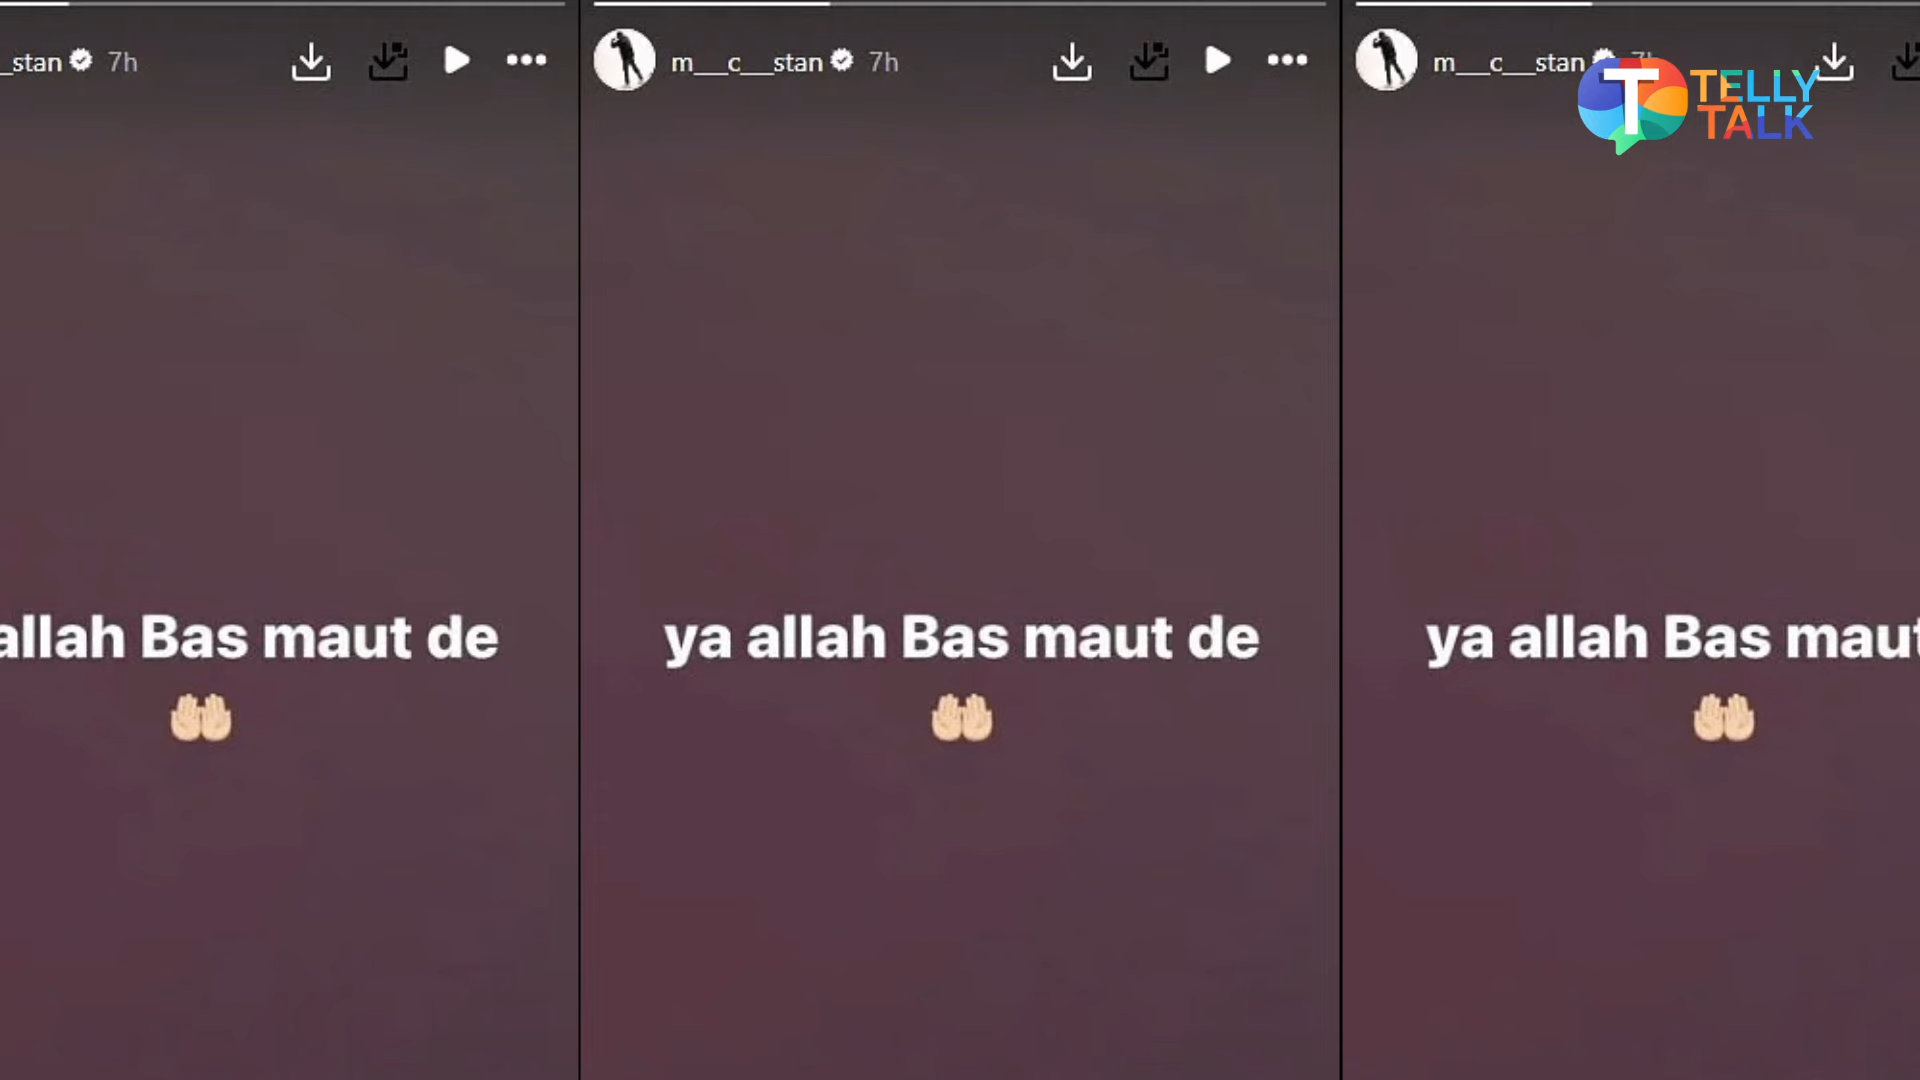 _stan 7h
allah Bas maut de
🤲🏼
m__c__stan 7h
ya allah Bas maut de
🤲🏼
m__c__stan 7h
TELLY
TALK
ya allah Bas maut
🤲🏼